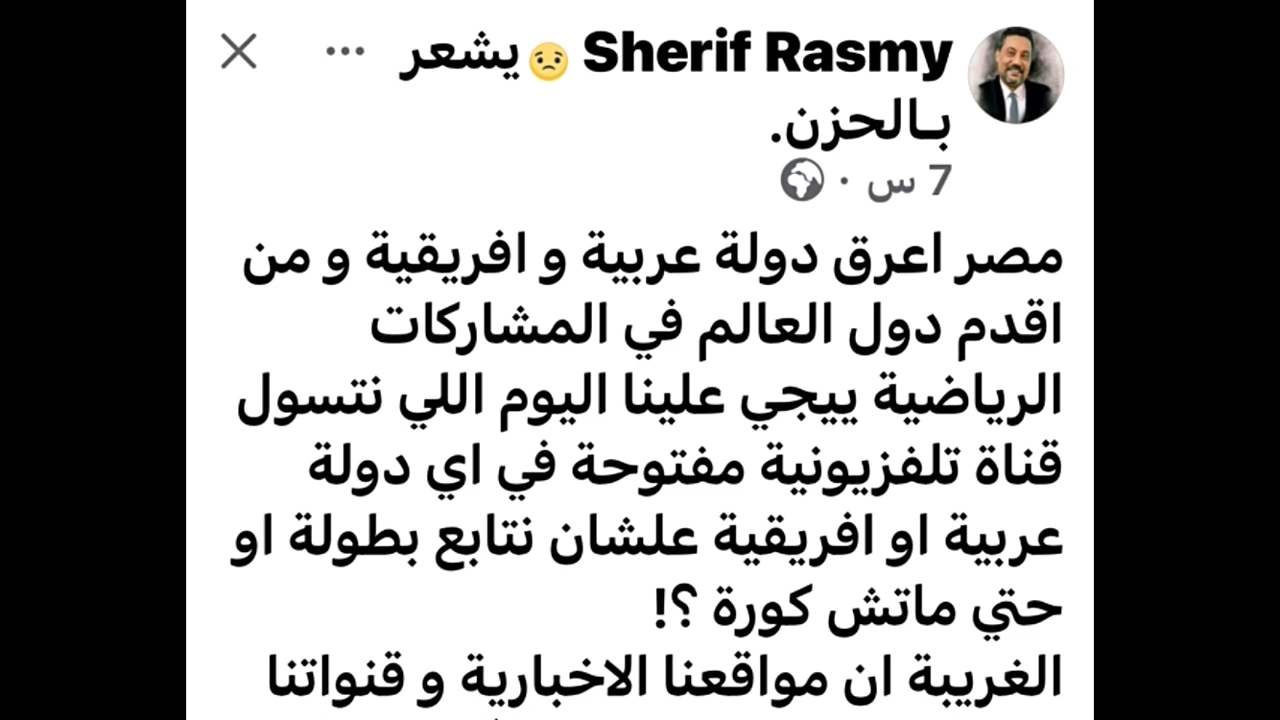 Sherif Rasmy 😟 يشعر
بـالحزن.
7 س ·
مصر اعرق دولة عربية و افريقية و من
اقدم دول العالم في المشاركات
الرياضية ييجي علينا اليوم اللي نتسول
قناة تلفزيونية مفتوحة في اي دولة
عربية او افريقية علشان نتابع بطولة او
حتي ماتش كورة ؟!
الغريبة ان مواقعنا الاخبارية و قنواتنا